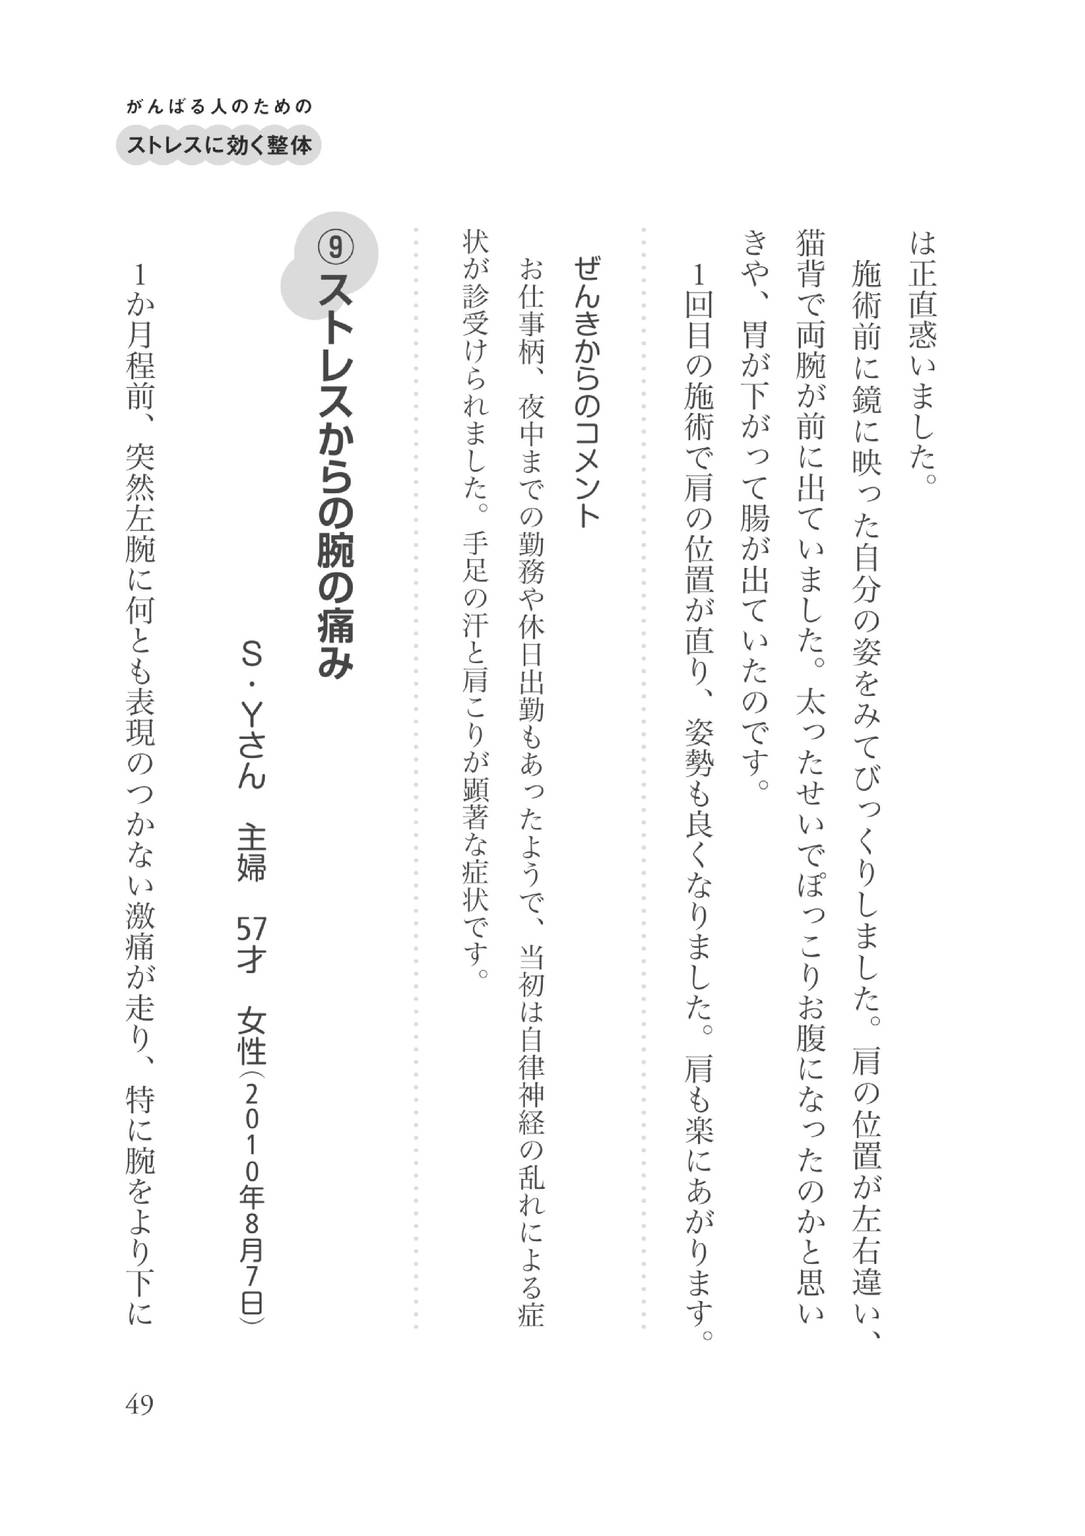 がんばる人のための
ストレスに効く整体
は正直惑いました。
施術前に鏡に映った自分の姿をみてびっくりしました。肩の位置が左右違い、
猫背で両腕が前に出ていました。太ったせいでぽっこりお腹になったのかと思い
きや、胃が下がって腸が出ていたのです。
1回目の施術で肩の位置が直り、姿勢も良くなりました。肩も楽にあがります。
ぜんきからのコメント
お仕事柄、夜中までの勤務や休日出勤もあったようで、当初は自律神経の乱れによる症
状が診受けられました。手足の汗と肩こりが顕著な症状です。
⑨ストレスからの腕の痛み
S・Yさん 主婦 57才 女性(2010年8月7日)
1か月程前、突然左腕に何とも表現のつかない激痛が走り、特に腕をより下に
49